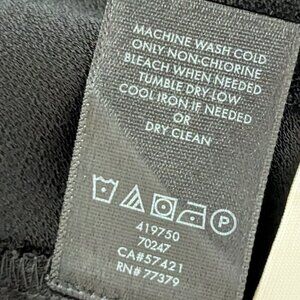 MACHINE WASH COLD
ONLY NON-CHLORINE
BLEACH WHEN NEEDED
TUMBLE DRY LOW
COOL IRON IF NEEDED
OR
DRY CLEAN
P
419750
70247
CA#57421
RN# 77379